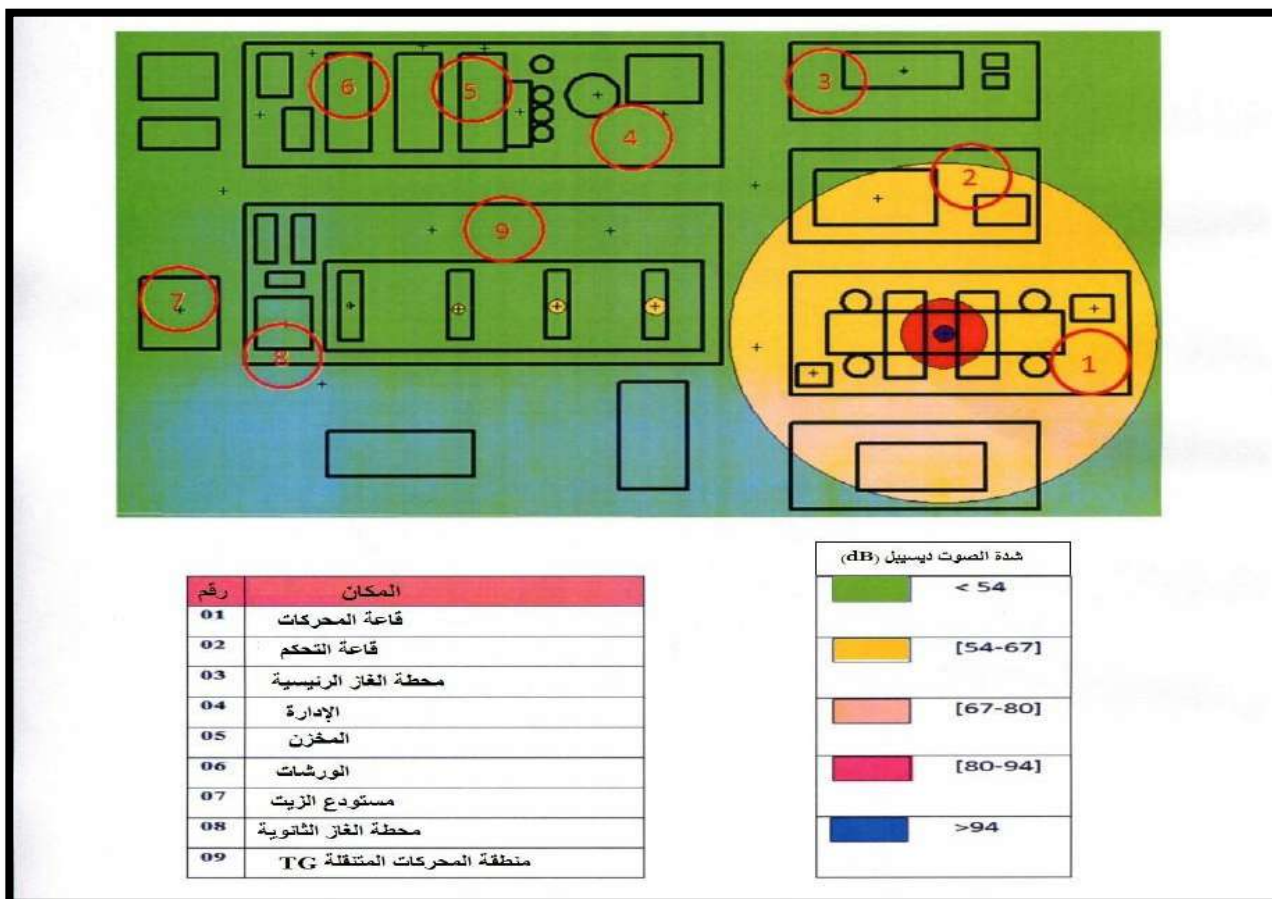 6
5
3
4
2
9
7
8
1
شدة الصوت ديسيبل (dB)
< 54
[54-67]
[67-80]
[80-94]
>94
رقم المكان
01 قاعة المحركات
02 قاعة التحكم
03 محطة الغاز الرئيسية
04 الإدارة
05 المخزن
06 الورشات
07 مستودع الزيت
08 محطة الغاز الثانوية
09 منطقة المحركات المتنقلة TG